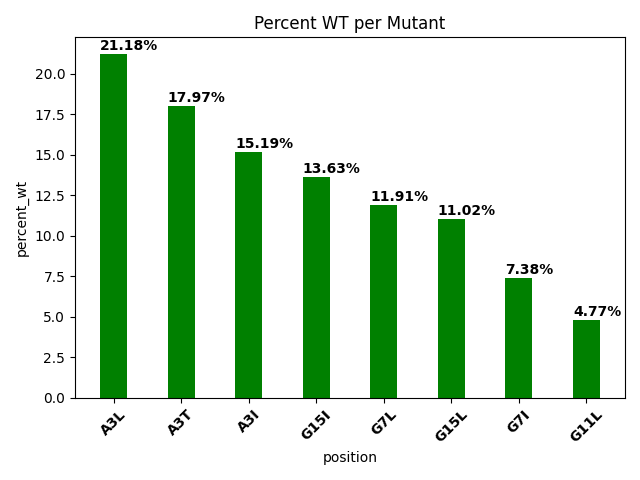 Percent WT per Mutant
21.18%
17.97%
15.19%
13.63%
11.91%
11.02%
7.38%
4.77%
20.0
17.5
15.0
12.5
10.0
7.5
5.0
2.5
0.0
percent_wt
A3L
A3T
A3I
G15I
G7L
G15L
G7I
G11L
position